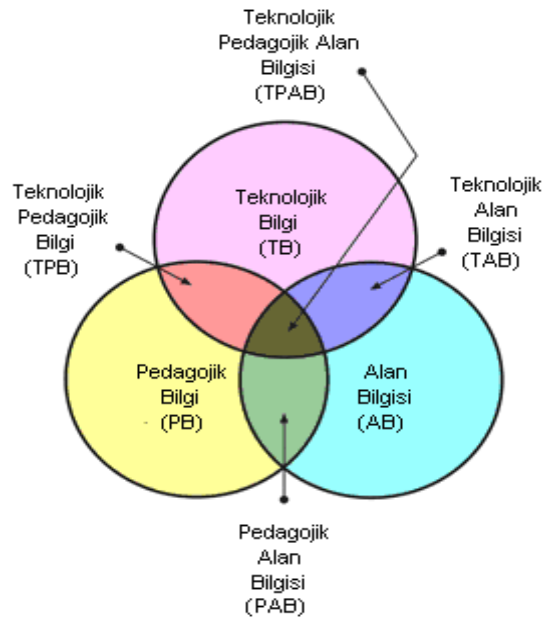 Teknolojik
Pedagojik Alan
Bilgisi
(TPAB)
Teknolojik
Pedagojik
Bilgi
(TPB)
Teknolojik
Bilgi
(TB)
Teknolojik
Alan
Bilgisi
(TAB)
Pedagojik
Bilgi
(PB)
Alan
Bilgisi
(AB)
Pedagojik
Alan
Bilgisi
(PAB)